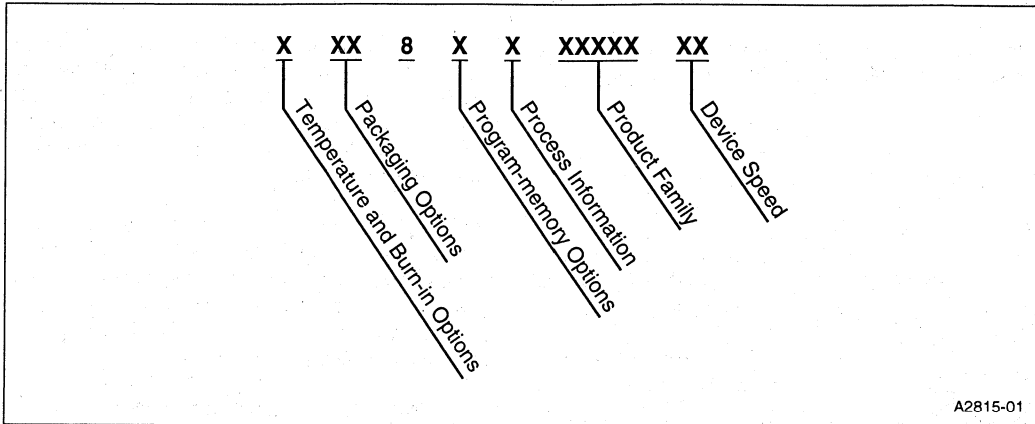 X XX 8 X X XXXXX XX
Temperature and Burn-in Options
Packaging Options
Program-memory Options
Process Information
Product Family
Device Speed
A2815-01